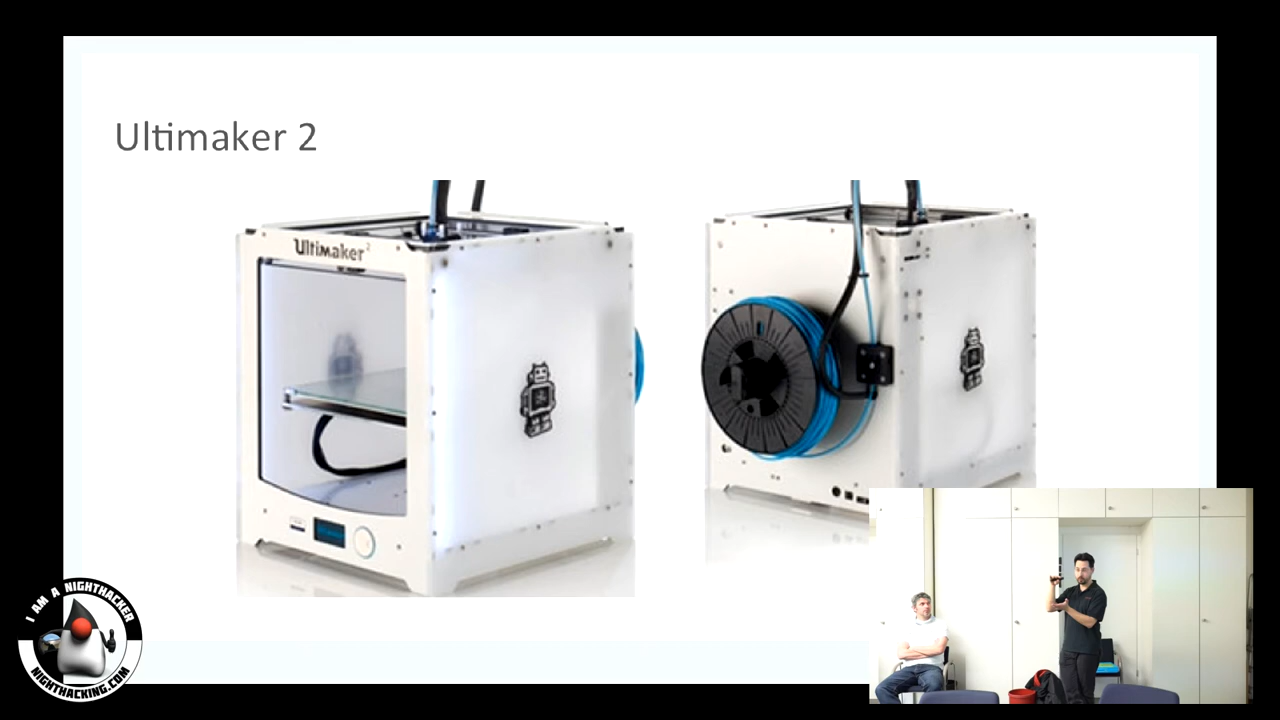 Ultimaker 2
Ultimaker²
I AM A NIGHTHACKER
NIGHTHACKING.COM